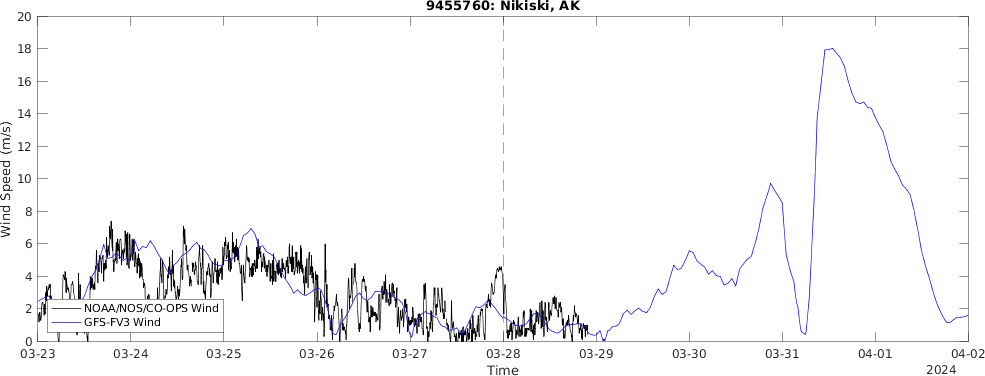 9455760: Nikiski, AK
Wind Speed (m/s)
20
18
16
14
12
10
8
6
4
2
0
NOAA/NOS/CO-OPS Wind
GFS-FV3 Wind
03-23 03-24 03-25 03-26 03-27 03-28 03-29 03-30 03-31 04-01 04-02
Time
2024